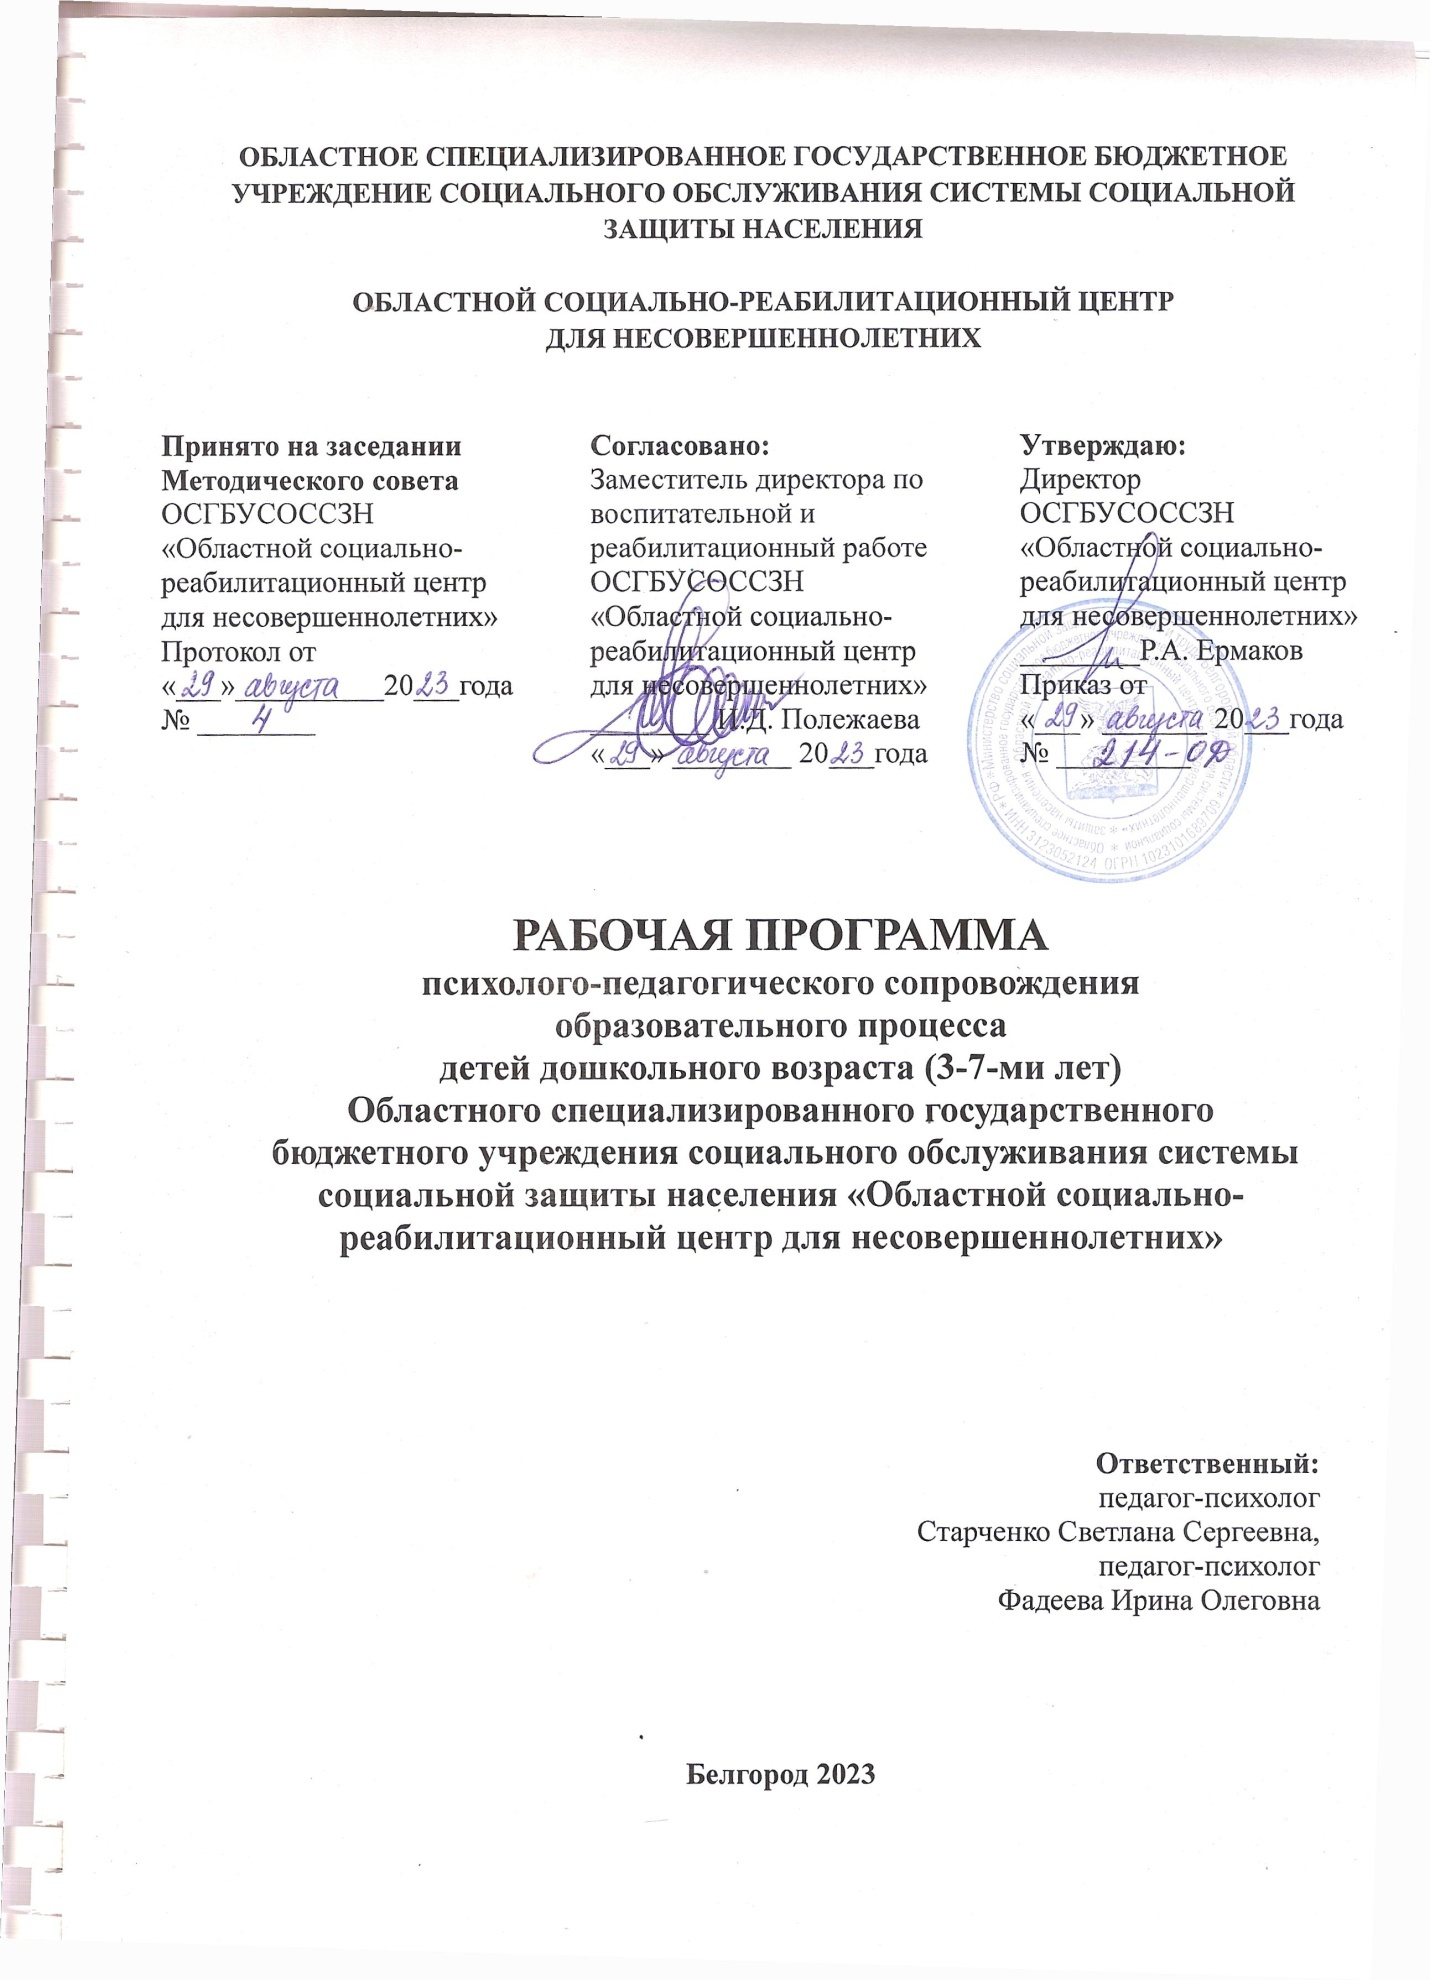 ОБЛАСТНОЕ СПЕЦИАЛИЗИРОВАННОЕ ГОСУДАРСТВЕННОЕ БЮДЖЕТНОЕ
УЧРЕЖДЕНИЕ СОЦИАЛЬНОГО ОБСЛУЖИВАНИЯ СИСТЕМЫ СОЦИАЛЬНОЙ
ЗАЩИТЫ НАСЕЛЕНИЯ
ОБЛАСТНОЙ СОЦИАЛЬНО-РЕАБИЛИТАЦИОННЫЙ ЦЕНТР
ДЛЯ НЕСОВЕРШЕННОЛЕТНИХ
Принято на заседании
Методического совета
ОСГБУСОССЗН
«Областной социально-
реабилитационный центр
для несовершеннолетних»
Протокол от
«29» августа 2023 года
№ 4
Согласовано:
Заместитель директора по
воспитательной и
реабилитационный работе
ОСГБУСОССЗН
«Областной социально-
реабилитационный центр
для несовершеннолетних»
И.Д. Полежаева
«29» августа 2023 года
Утверждаю:
Директор
ОСГБУСОССЗН
«Областной социально-
реабилитационный центр
для несовершеннолетних»
Р.А. Ермаков
Приказ от
«29» августа 2023 года
№ 214-ОД
ИНН 3123052124 ОГРН 1023101689709
РАБОЧАЯ ПРОГРАММА
психолого-педагогического сопровождения
образовательного процесса
детей дошкольного возраста (3-7-ми лет)
Областного специализированного государственного
бюджетного учреждения социального обслуживания системы
социальной защиты населения «Областной социально-
реабилитационный центр для несовершеннолетних»
Ответственный:
педагог-психолог
Старченко Светлана Сергеевна,
педагог-психолог
Фадеева Ирина Олеговна
Белгород 2023